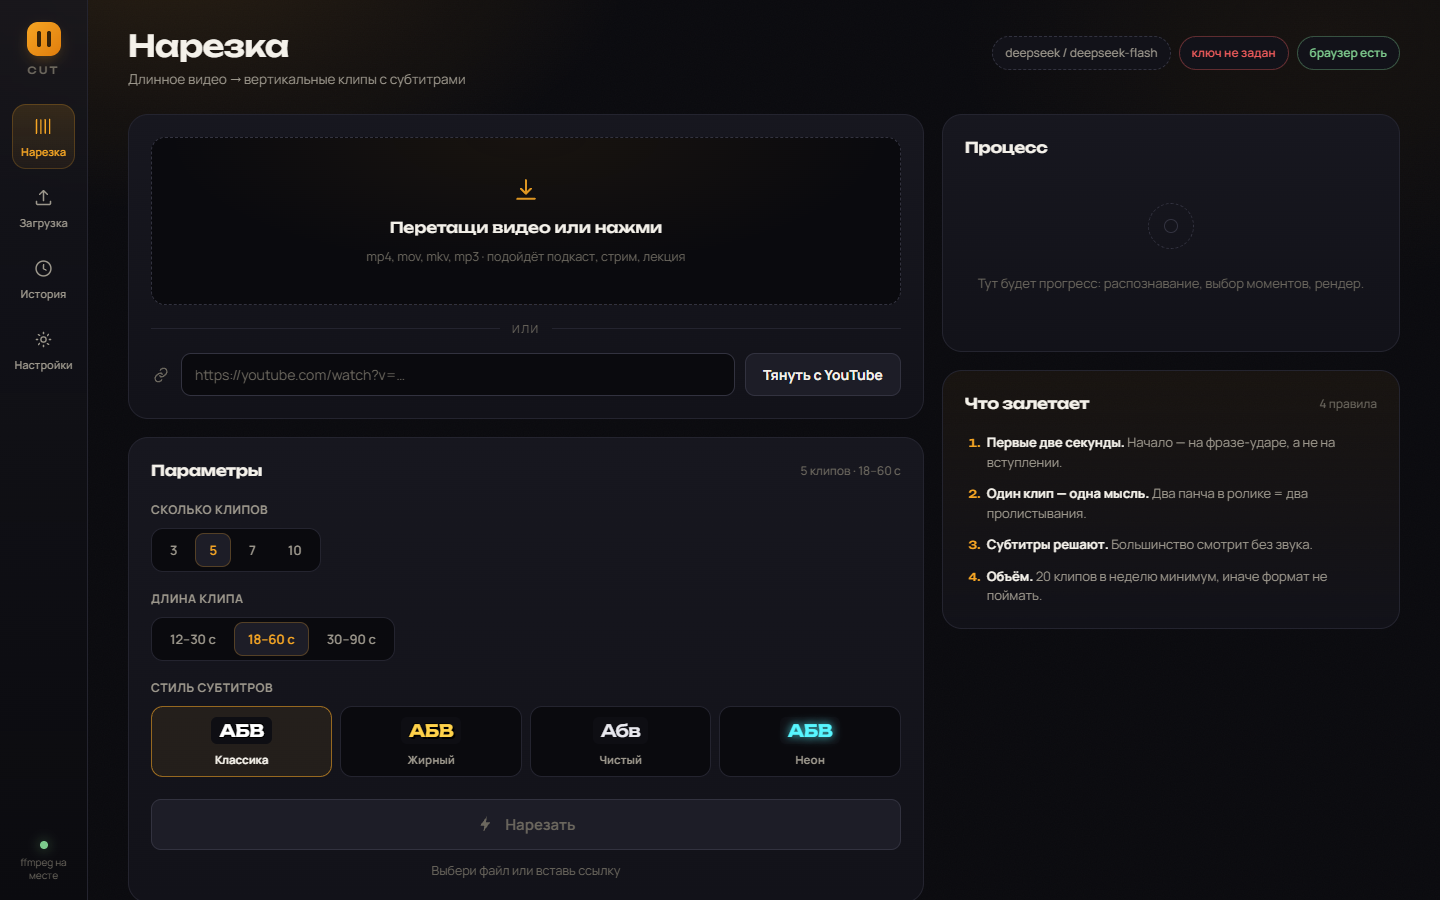 CUT
Нарезка
Загрузка
История
Настройки
ffmpeg на
месте
Нарезка
Длинное видео → вертикальные клипы с субтитрами
deepseek / deepseek-flash
ключ не задан
браузер есть
Перетащи видео или нажми
mp4, mov, mkv, mp3 · подойдёт подкаст, стрим, лекция
ИЛИ
https://youtube.com/watch?v=…
Тянуть с YouTube
Параметры
5 клипов · 18–60 с
СКОЛЬКО КЛИПОВ
3 5 7 10
ДЛИНА КЛИПА
12–30 с 18–60 с 30–90 с
СТИЛЬ СУБТИТРОВ
АБВ АБВ Абв АБВ
Классика Жирный Чистый Неон
Нарезать
Выбери файл или вставь ссылку
Процесс
Тут будет прогресс: распознавание, выбор моментов, рендер.
Что залетает
4 правила
1. Первые две секунды. Начало — на фразе-ударе, а не на
вступлении.
2. Один клип — одна мысль. Два панча в ролике = два
пролистывания.
3. Субтитры решают. Большинство смотрит без звука.
4. Объём. 20 клипов в неделю минимум, иначе формат не
поймать.